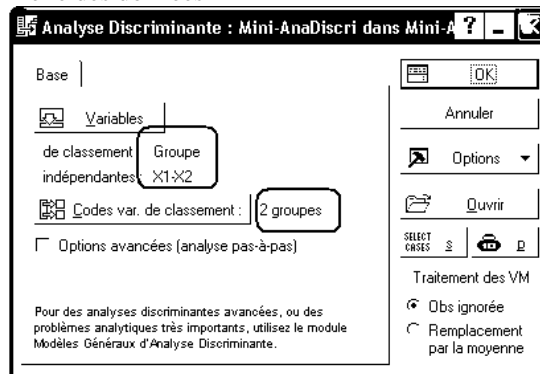 Analyse Discriminante : Mini-AnaDiscri dans Mini-A
Base
Variables
de classement : Groupe
indépendantes : X1-X2
Codes var. de classement : 2 groupes
Options avancées (analyse pas-à-pas)
Pour des analyses discriminantes avancées, ou des
problèmes analytiques très importants, utilisez le module
Modèles Généraux d'Analyse Discriminante.
OK
Annuler
Options
Ouvrir
SELECT CASES S D
Traitement des VM
Obs ignorée
Remplacement
par la moyenne